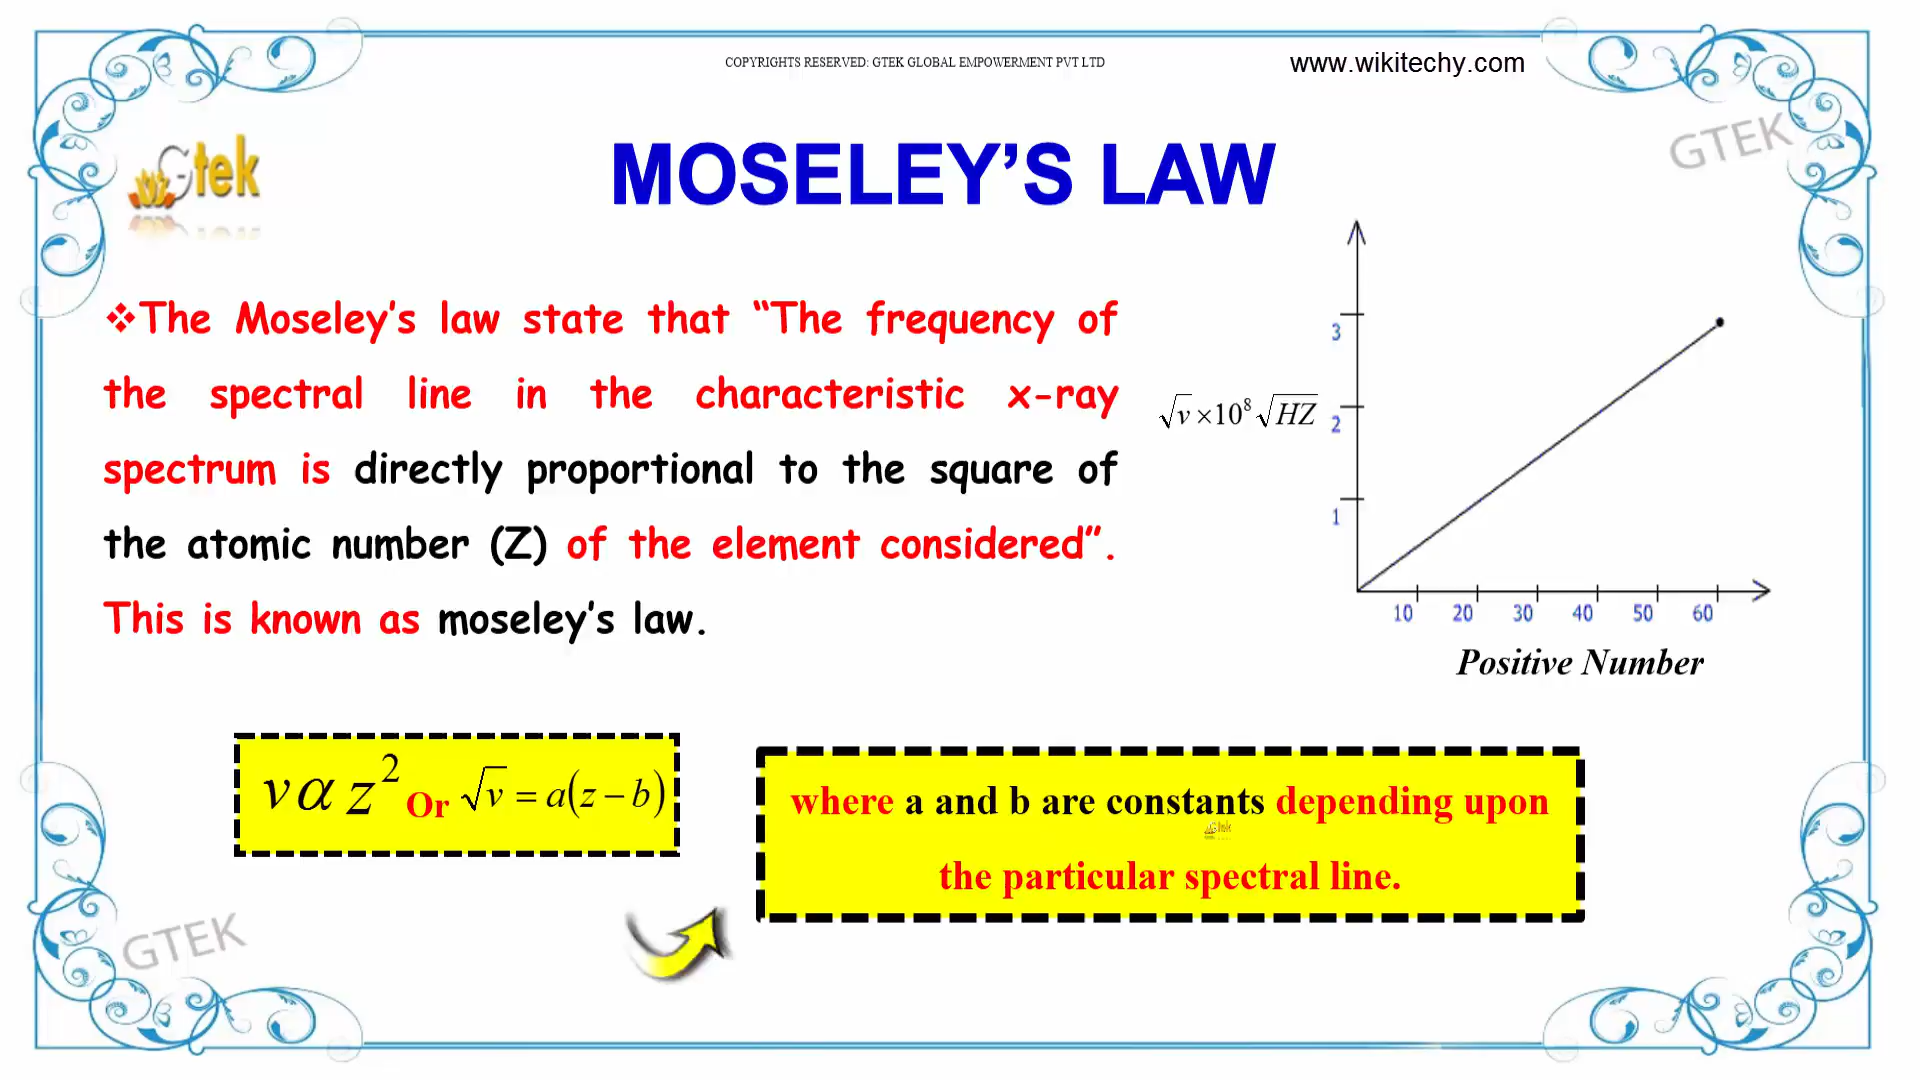 COPYRIGHTS RESERVED: GTEK GLOBAL EMPOWERMENT PVT LTD
www.wikitechy.com
Gtek
GTEK
MOSELEY’S LAW
❖The Moseley’s law state that “The frequency of
the spectral line in the characteristic x-ray
spectrum is directly proportional to the square of
the atomic number (Z) of the element considered”.
This is known as moseley’s law.
√v ×10⁸ √HZ
3
2
1
10 20 30 40 50 60
Positive Number
v α z² Or √v = a(z − b)
where a and b are constants depending upon
Gtek
the particular spectral line.
GTEK